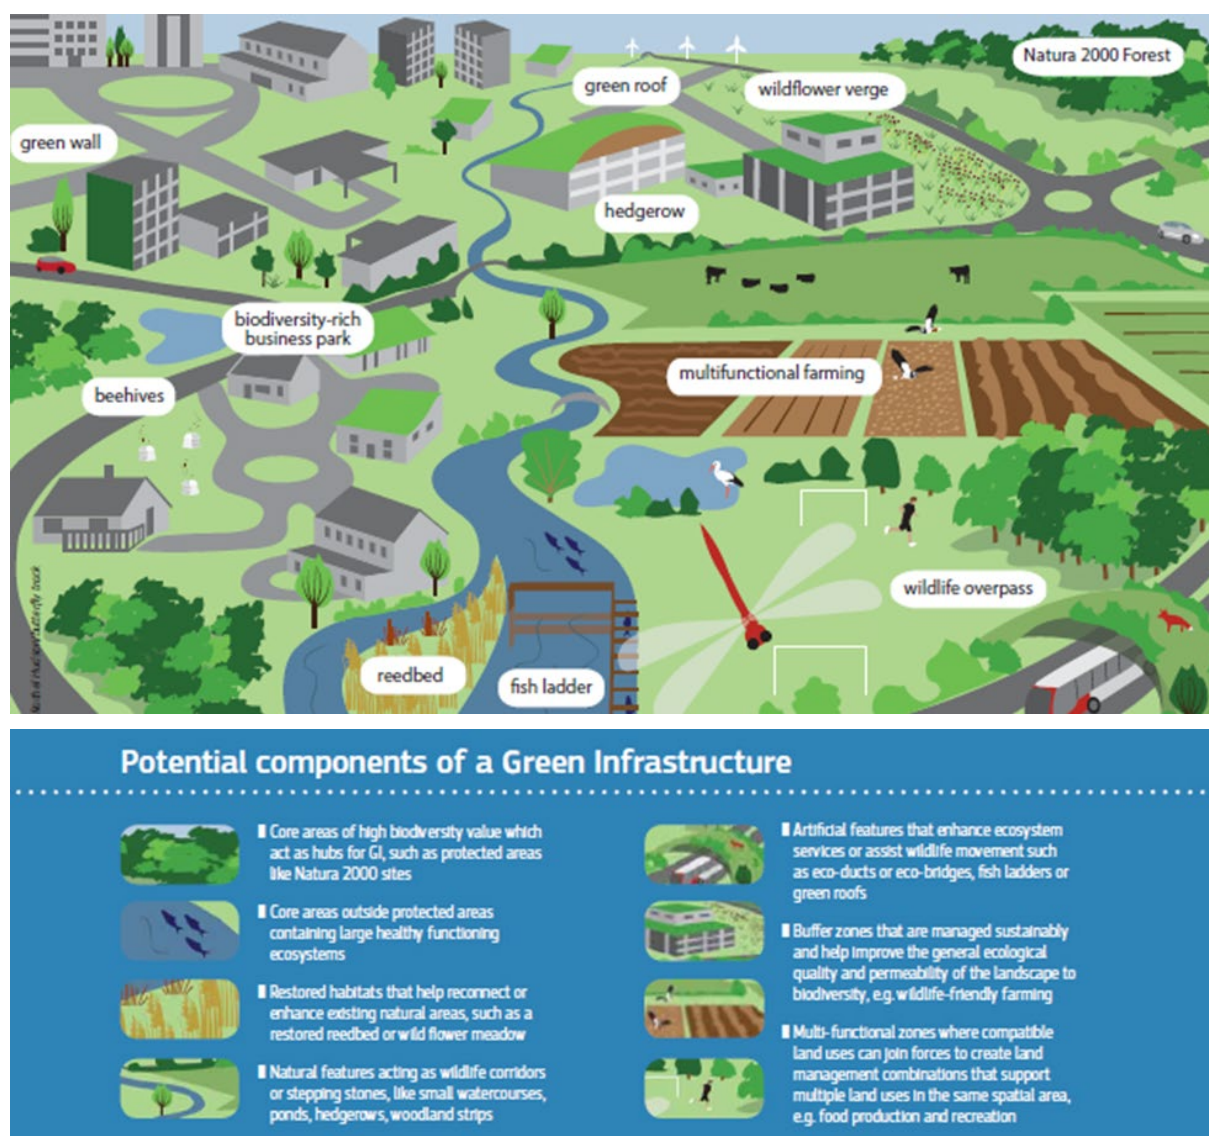 Natura 2000 Forest
green roof
wildflower verge
green wall
hedgerow
biodiversity-rich
business park
multifunctional farming
beehives
wildlife overpass
reedbed
fish ladder
Potential components of a Green Infrastructure
Core areas of high biodiversity value which
act as hubs for GI, such as protected areas
like Natura 2000 sites
Core areas outside protected areas
containing large healthy functioning
ecosystems
Restored habitats that help reconnect or
enhance existing natural areas, such as a
restored reedbed or wild flower meadow
Natural features acting as wildlife corridors
or stepping stones, like small watercourses,
ponds, hedgerows, woodland strips
Artificial features that enhance ecosystem
services or assist wildlife movement such
as eco-ducts or eco-bridges, fish ladders or
green roofs
Buffer zones that are managed sustainably
and help improve the general ecological
quality and permeability of the landscape to
biodiversity, e.g. wildlife-friendly farming
Multi-functional zones where compatible
land uses can join forces to create land
management combinations that support
multiple land uses in the same spatial area,
e.g. food production and recreation